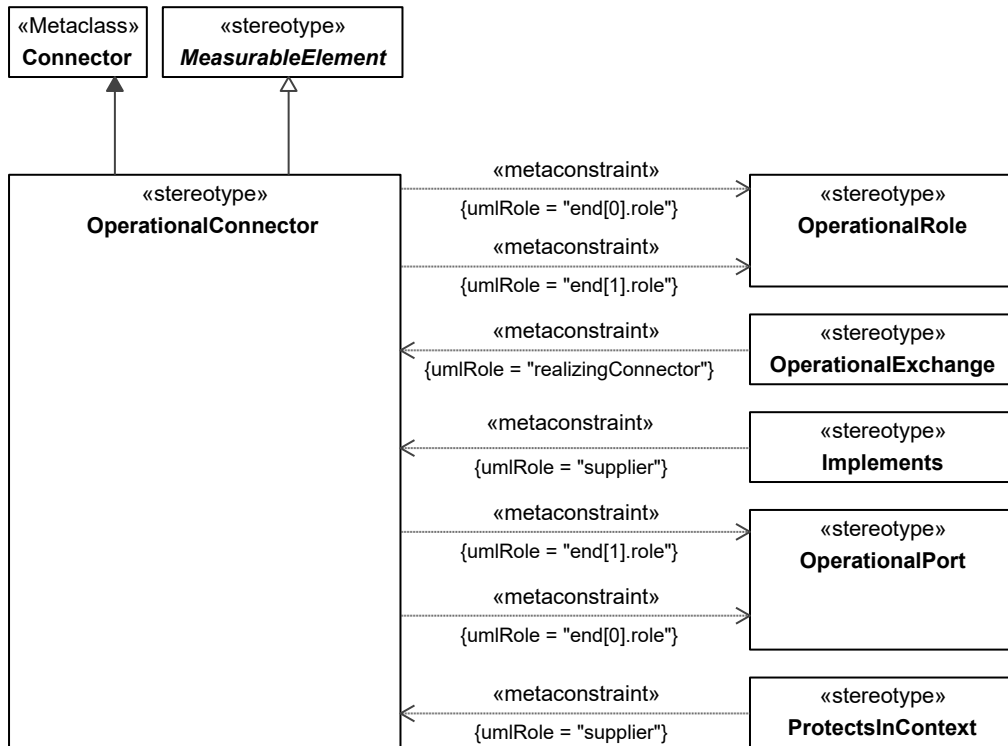 «Metaclass»
Connector
«stereotype»
MeasurableElement
«stereotype»
OperationalConnector
«metaconstraint»
{umlRole = "end[0].role"}
«metaconstraint»
{umlRole = "end[1].role"}
«stereotype»
OperationalRole
«metaconstraint»
{umlRole = "realizingConnector"}
«stereotype»
OperationalExchange
«metaconstraint»
{umlRole = "supplier"}
«stereotype»
Implements
«metaconstraint»
{umlRole = "end[1].role"}
«metaconstraint»
{umlRole = "end[0].role"}
«stereotype»
OperationalPort
«metaconstraint»
{umlRole = "supplier"}
«stereotype»
ProtectsInContext